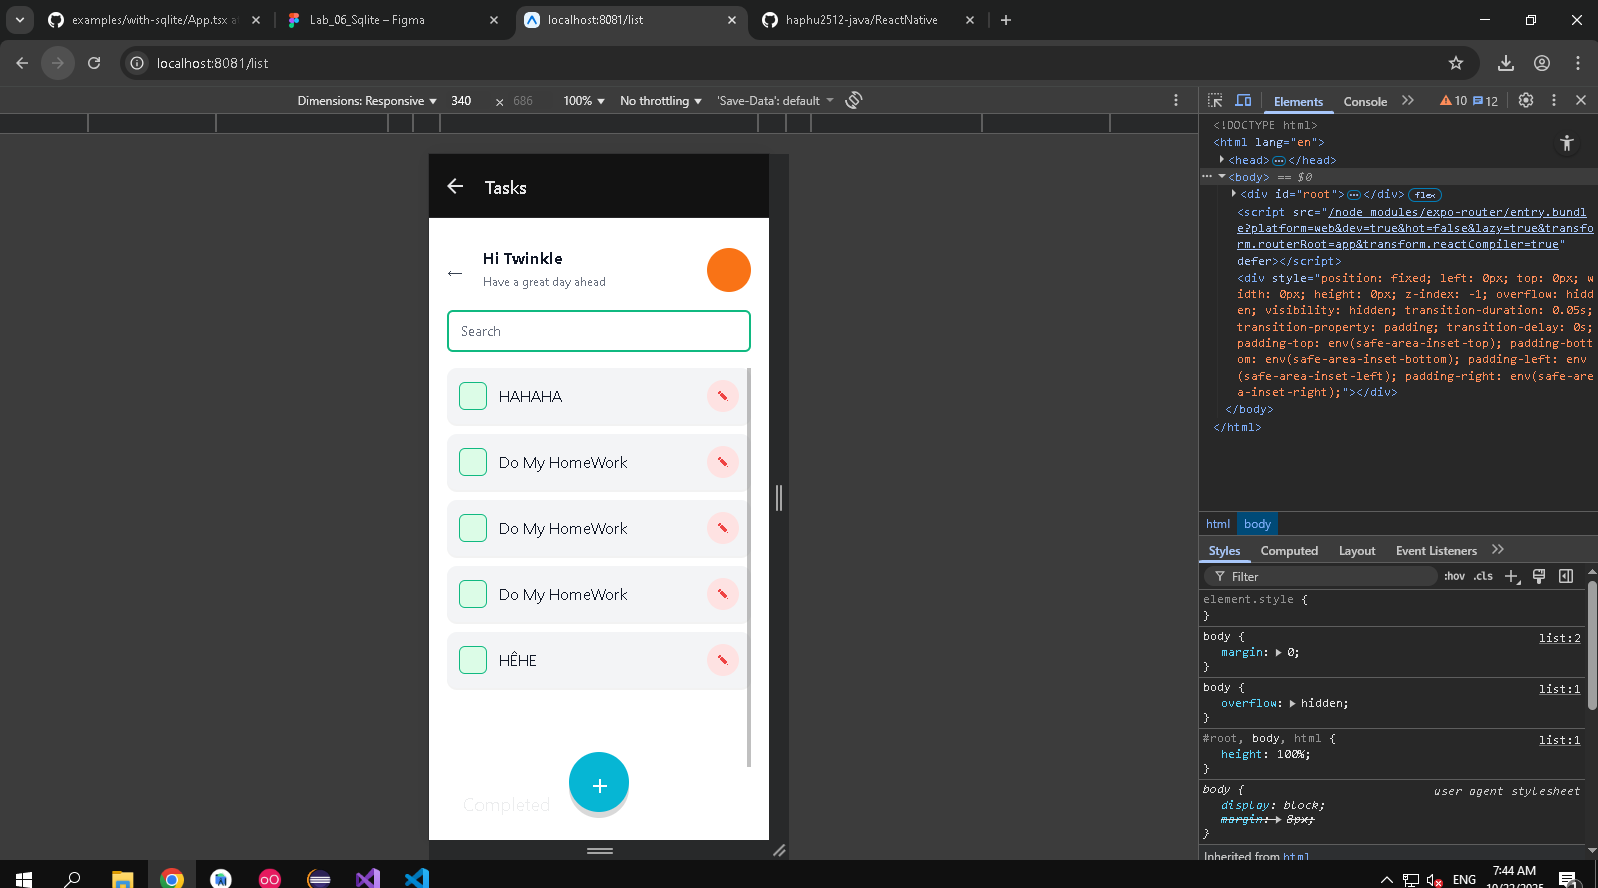 examples/with-sqlite/App.tsx a
Lab_06_Sqlite – Figma
localhost:8081/list
haphu2512-java/ReactNative
localhost:8081/list
Dimensions: Responsive 340 × 686 100% No throttling 'Save-Data': default
Elements Console 10 12
<!DOCTYPE html>
<html lang="en">
<head> </head>
<body> == $0
<div id="root"> </div> flex
<script src="/node_modules/expo-router/entry.bundl
e?platform=web&dev=true&hot=false&lazy=true&transfo
rm.routerRoot=app&transform.reactCompiler=true"
defer></script>
<div style="position: fixed; left: 0px; top: 0px; w
idth: 0px; height: 0px; z-index: -1; overflow: hidd
en; visibility: hidden; transition-duration: 0.05s;
transition-property: padding; transition-delay: 0s;
padding-top: env(safe-area-inset-top); padding-bott
om: env(safe-area-inset-bottom); padding-left: env
(safe-area-inset-left); padding-right: env(safe-are
a-inset-right);"></div>
</body>
</html>
Tasks
Hi Twinkle
Have a great day ahead
Search
HAHAHA
Do My HomeWork
Do My HomeWork
Do My HomeWork
HÊHE
+
Completed
html body
Styles Computed Layout Event Listeners
Filter :hov .cls
element.style {
}
body { list:2
margin: 0;
}
body { list:1
overflow: hidden;
}
#root, body, html { list:1
height: 100%;
}
body { user agent stylesheet
display: block;
margin: 8px;
}
Inherited from html
ENG
7:44 AM